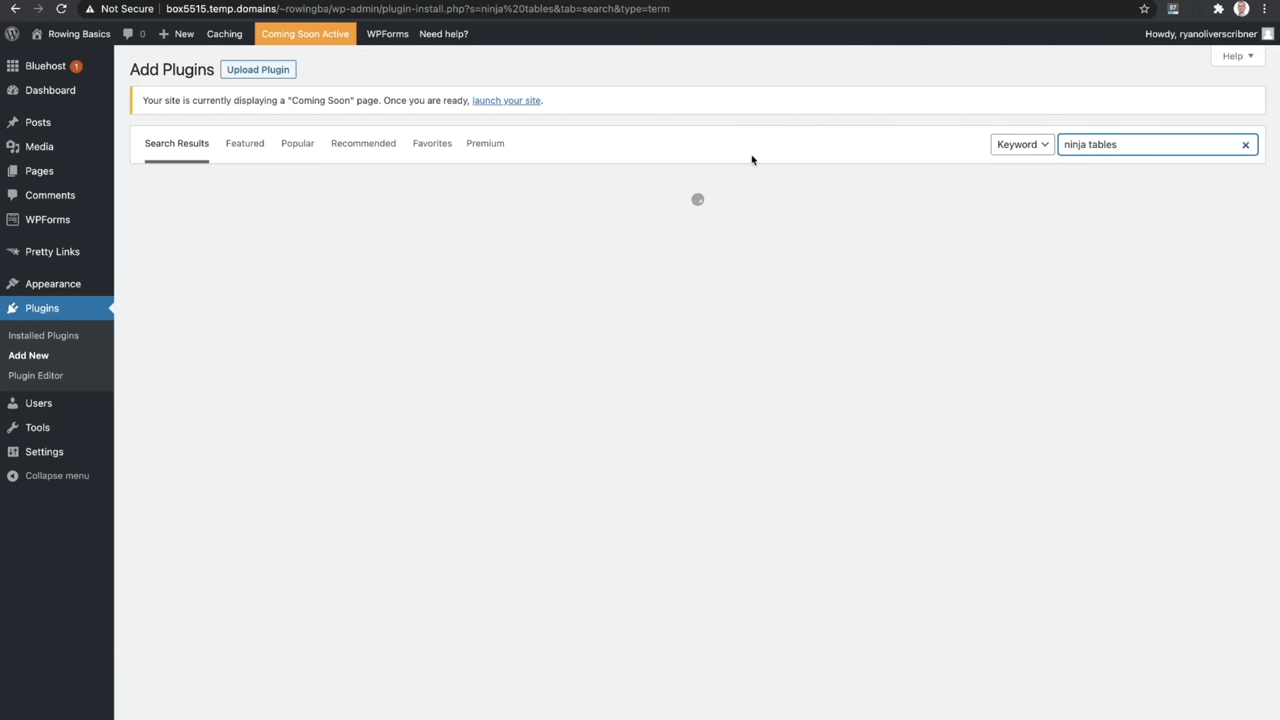 Not Secure | box5515.temp.domains/~rowingba/wp-admin/plugin-install.php?s=ninja%20tables&tab=search&type=term
Rowing Basics 0 New Caching Coming Soon Active WPForms Need help? Howdy, ryanoliverscribner
Help
Bluehost 1
Dashboard
Posts
Media
Pages
Comments
WPForms
Pretty Links
Appearance
Plugins
Installed Plugins
Add New
Plugin Editor
Users
Tools
Settings
Collapse menu
Add Plugins Upload Plugin
Your site is currently displaying a "Coming Soon" page. Once you are ready, launch your site.
Search Results Featured Popular Recommended Favorites Premium Keyword ninja tables